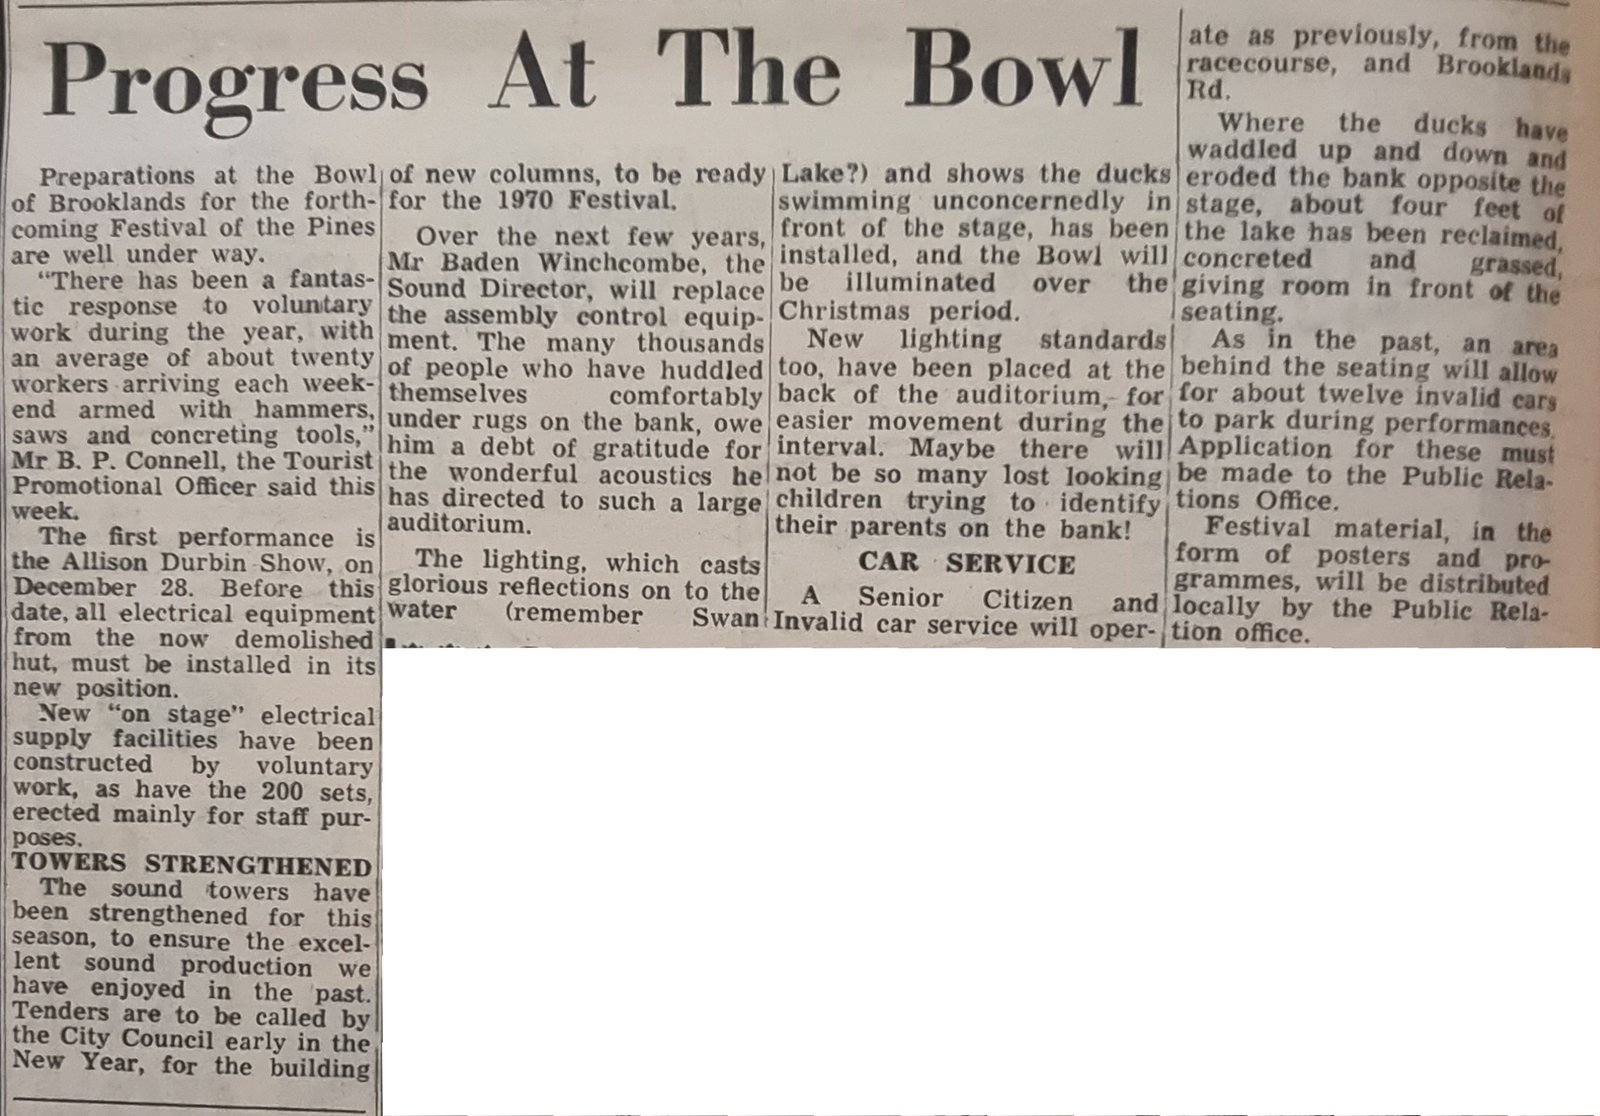 Progress At The Bowl
Preparations at the Bowl
of Brooklands for the forth-
coming Festival of the Pines
are well under way.
"There has been a fantas-
tic response to voluntary
work during the year, with
an average of about twenty
workers arriving each week-
end armed with hammers,
saws and concreting tools,"
Mr B. P. Connell, the Tourist
Promotional Officer said this
week.
The first performance is
the Allison Durbin Show, on
December 28. Before this
date, all electrical equipment
from the now demolished
hut, must be installed in its
new position.
New "on stage" electrical
supply facilities have been
constructed by voluntary
work, as have the 200 sets,
erected mainly for staff pur-
poses.
TOWERS STRENGTHENED
The sound towers have
been strengthened for this
season, to ensure the excel-
lent sound production we
have enjoyed in the past.
Tenders are to be called by
the City Council early in the
New Year, for the building
of new columns, to be ready
for the 1970 Festival.
Over the next few years,
Mr Baden Winchcombe, the
Sound Director, will replace
the assembly control equip-
ment. The many thousands
of people who have huddled
themselves comfortably
under rugs on the bank, owe
him a debt of gratitude for
the wonderful acoustics he
has directed to such a large
auditorium.
The lighting, which casts
glorious reflections on to the
water (remember Swan
Lake?) and shows the ducks
swimming unconcernedly in
front of the stage, has been
installed, and the Bowl will
be illuminated over the
Christmas period.
New lighting standards
too, have been placed at the
back of the auditorium, for
easier movement during the
interval. Maybe there will
not be so many lost looking
children trying to identify
their parents on the bank!
CAR SERVICE
A Senior Citizen and
Invalid car service will oper-
ate as previously, from the
racecourse, and Brooklands
Rd.
Where the ducks have
waddled up and down and
eroded the bank opposite the
stage, about four feet of
the lake has been reclaimed,
concreted and grassed,
giving room in front of the
seating.
As in the past, an area
behind the seating will allow
for about twelve invalid cars
to park during performances.
Application for these must
be made to the Public Rela-
tions Office.
Festival material, in the
form of posters and pro-
grammes, will be distributed
locally by the Public Rela-
tion office.